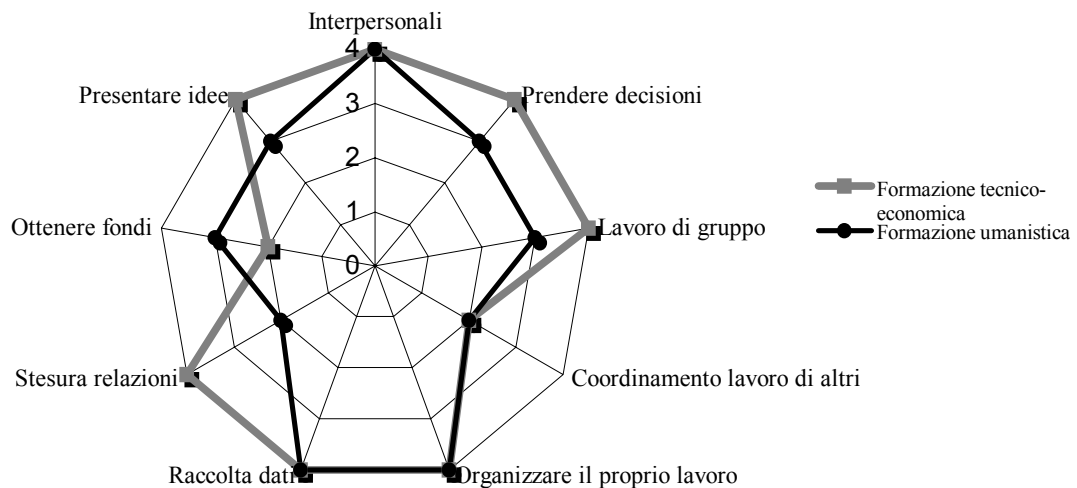 Interpersonali
4
Presentare idee
Prendere decisioni
3
2
Formazione tecnico-
economica
Ottenere fondi
Lavoro di gruppo
Formazione umanistica
1
0
Stesura relazioni
Coordinamento lavoro di altri
Raccolta dati
Organizzare il proprio lavoro